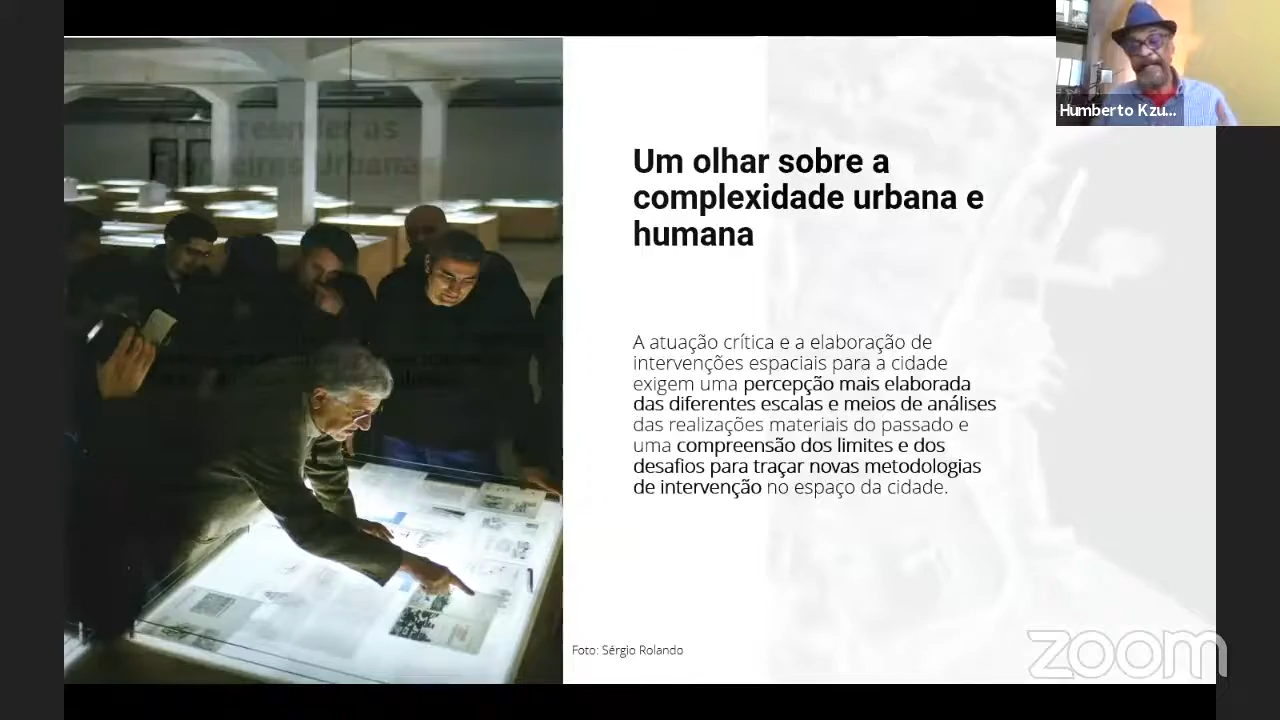 Humberto Kzu...
Um olhar sobre a
complexidade urbana e
humana
A atuação crítica e a elaboração de
intervenções espaciais para a cidade
exigem uma percepção mais elaborada
das diferentes escalas e meios de análises
das realizações materiais do passado e
uma compreensão dos limites e dos
desafios para traçar novas metodologias
de intervenção no espaço da cidade.
Foto: Sérgio Rolando
zoom